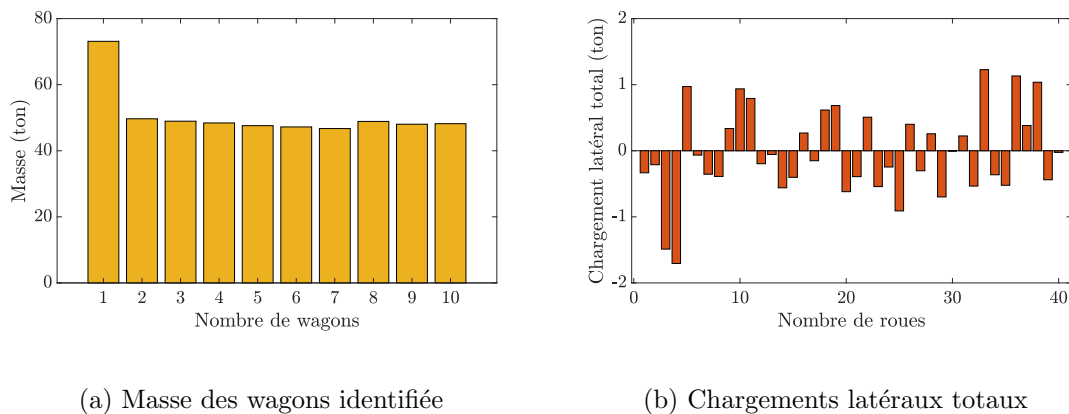 80
60
40
20
0
Masse (ton)
1 2 3 4 5 6 7 8 9 10
Nombre de wagons
(a) Masse des wagons identifiée
2
1
0
-1
-2
Chargement latéral total (ton)
0 10 20 30 40
Nombre de roues
(b) Chargements latéraux totaux